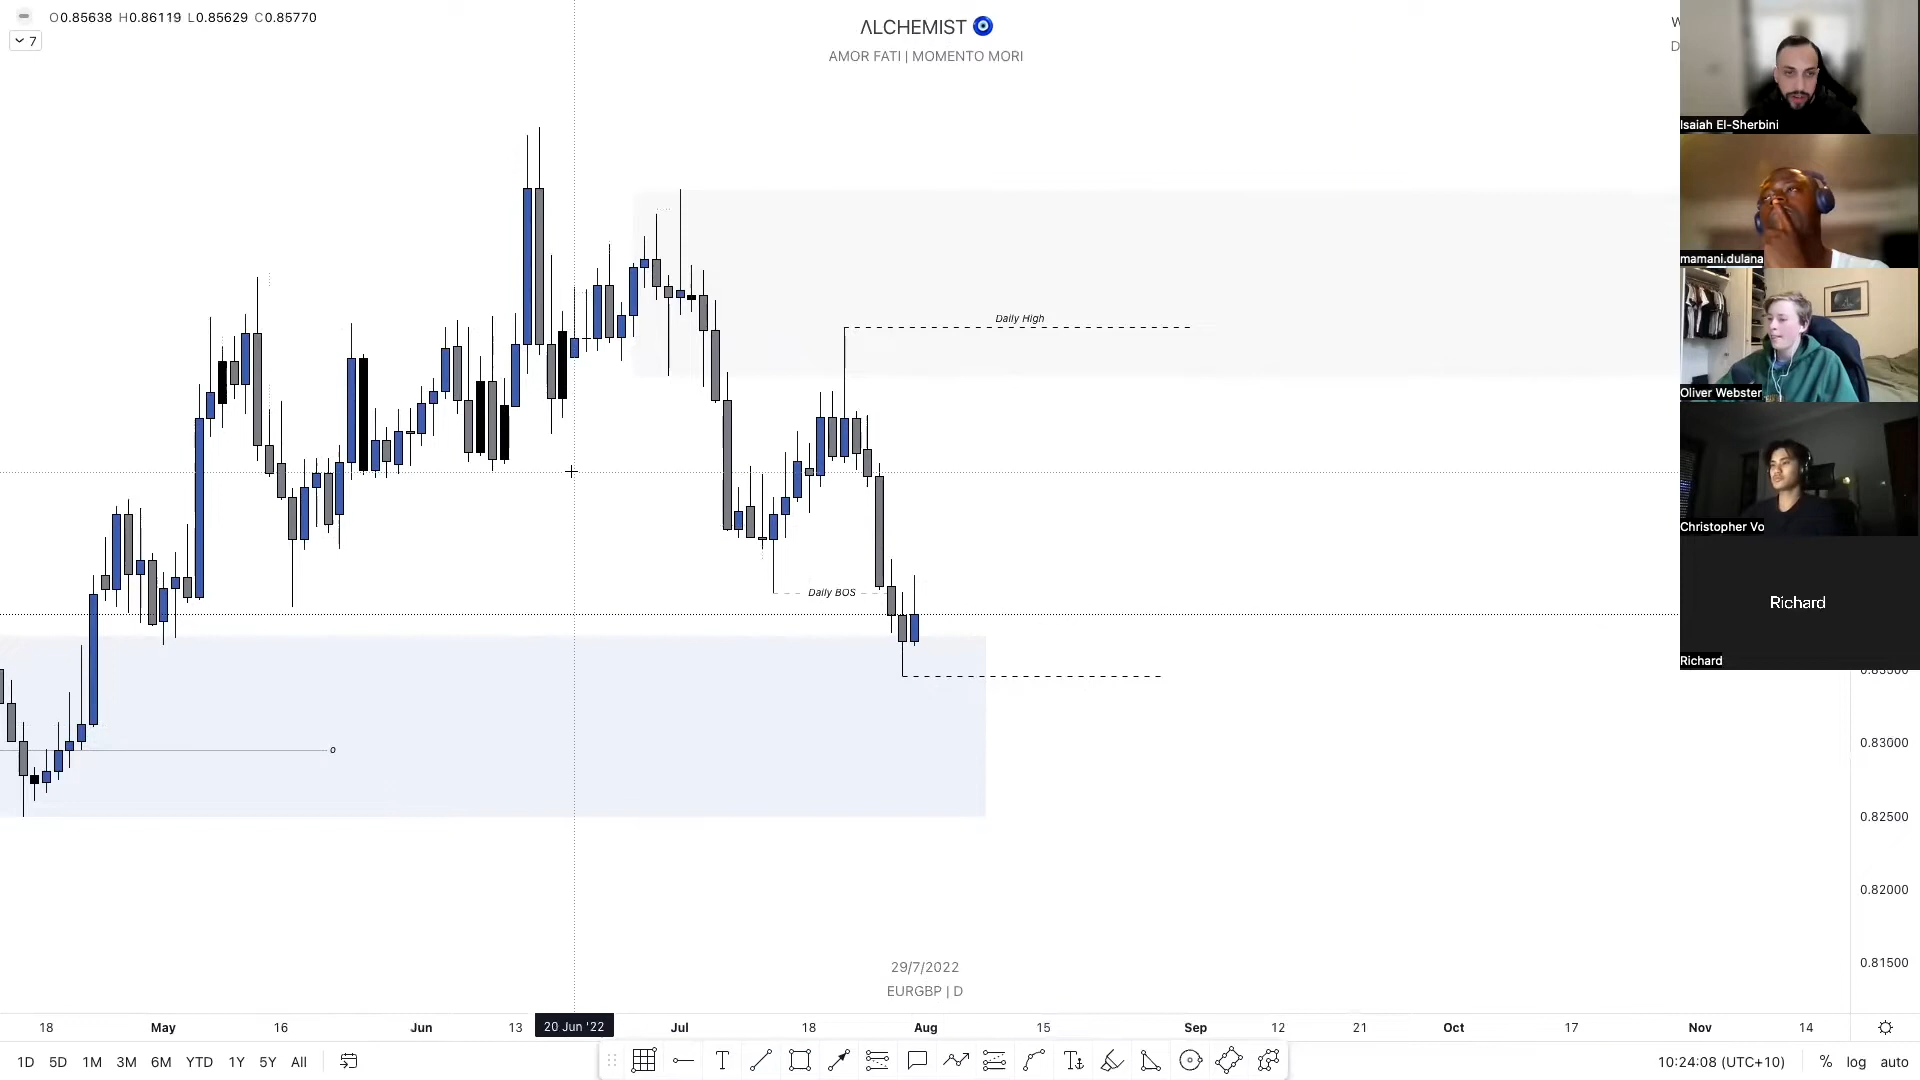 O0.85638 H0.86119 L0.85629 C0.85770
7
ΛLCHEMIST
AMOR FATI | MOMENTO MORI
Isaiah El-Sherbini
mamani.dulana
Oliver Webster
Christopher Vo
Richard
Richard
Daily High
Daily BOS
o
0.83000
0.82500
0.82000
0.81500
29/7/2022
EURGBP | D
18 May 16 Jun 13 20 Jun '22 Jul 18 Aug 15 Sep 12 21 Oct 17 Nov 14
1D 5D 1M 3M 6M YTD 1Y 5Y All
10:24:08 (UTC+10) % log auto